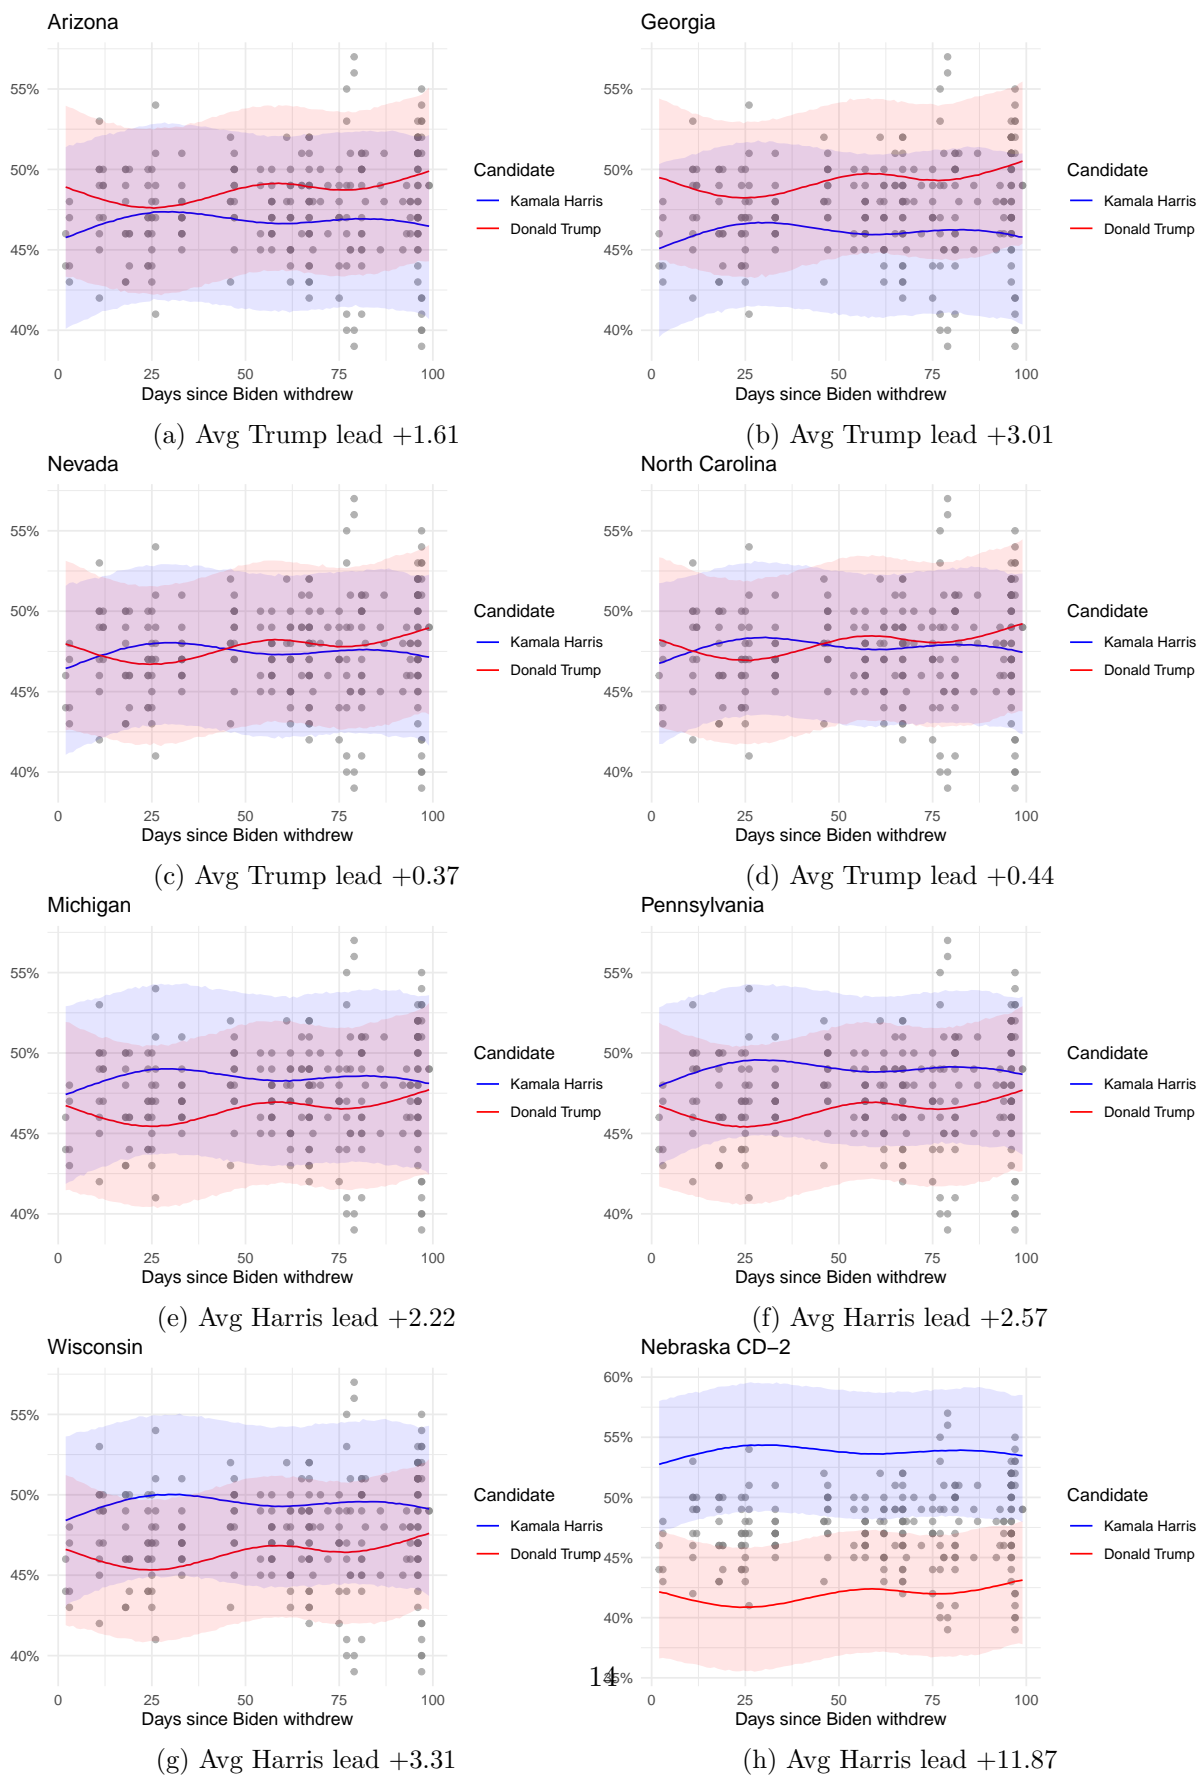 Arizona
55%
50%
45%
40%
0 25 50 75 100
Days since Biden withdrew
Candidate
Kamala Harris
Donald Trump
(a) Avg Trump lead +1.61
Georgia
55%
50%
45%
40%
0 25 50 75 100
Days since Biden withdrew
Candidate
Kamala Harris
Donald Trump
(b) Avg Trump lead +3.01
Nevada
55%
50%
45%
40%
0 25 50 75 100
Days since Biden withdrew
Candidate
Kamala Harris
Donald Trump
(c) Avg Trump lead +0.37
North Carolina
55%
50%
45%
40%
0 25 50 75 100
Days since Biden withdrew
Candidate
Kamala Harris
Donald Trump
(d) Avg Trump lead +0.44
Michigan
55%
50%
45%
40%
0 25 50 75 100
Days since Biden withdrew
Candidate
Kamala Harris
Donald Trump
(e) Avg Harris lead +2.22
Pennsylvania
55%
50%
45%
40%
0 25 50 75 100
Days since Biden withdrew
Candidate
Kamala Harris
Donald Trump
(f) Avg Harris lead +2.57
Wisconsin
55%
50%
45%
40%
0 25 50 75 100
Days since Biden withdrew
Candidate
Kamala Harris
Donald Trump
(g) Avg Harris lead +3.31
Nebraska CD−2
60%
55%
50%
45%
40%
35%
0 25 50 75 100
Days since Biden withdrew
Candidate
Kamala Harris
Donald Trump
(h) Avg Harris lead +11.87
14